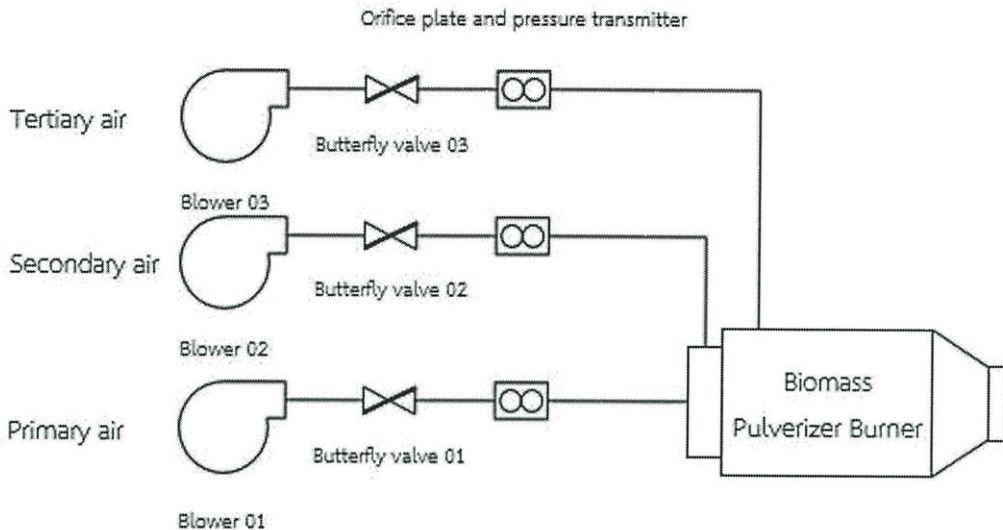 Orifice plate and pressure transmitter
Tertiary air
Butterfly valve 03
Blower 03
Secondary air
Butterfly valve 02
Blower 02
Biomass
Pulverizer Burner
Primary air
Butterfly valve 01
Blower 01